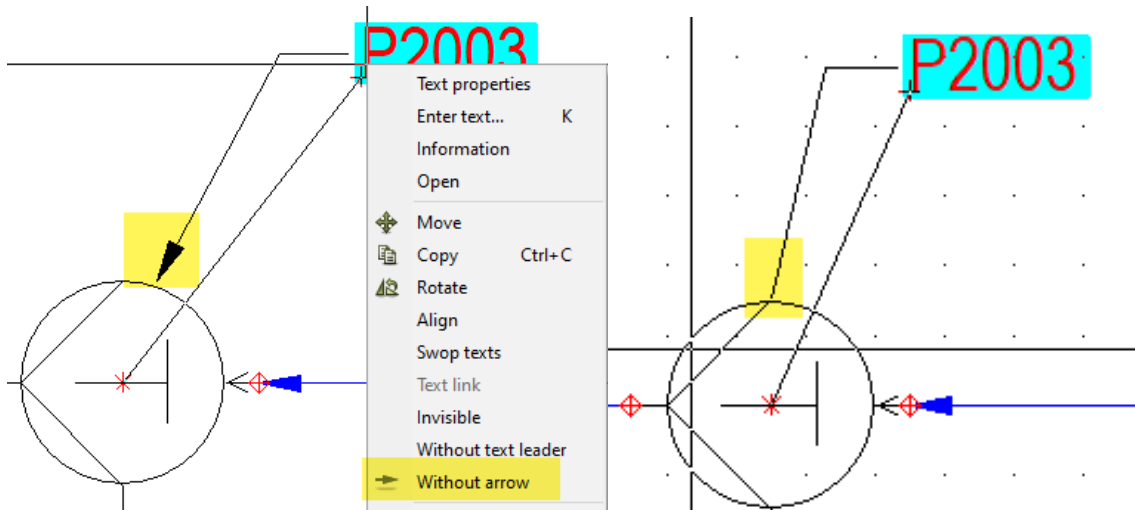 P2003
Text properties
Enter text... K
Information
Open
Move
Copy Ctrl+C
Rotate
Align
Swop texts
Text link
Invisible
Without text leader
Without arrow
P2003